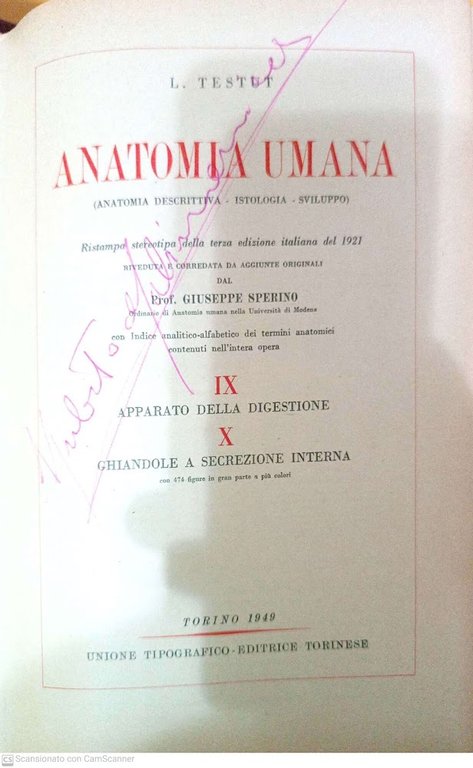 L. TESTUT
ANATOMIA UMANA
(ANATOMIA DESCRITTIVA - ISTOLOGIA - SVILUPPO)
Ristampa stereotipa della terza edizione italiana del 1921
RIVEDUTA E CORREDATA DA AGGIUNTE ORIGINALI
DAL
Prof. GIUSEPPE SPERINO
Ordinario di Anatomia umana nella Università di Modena
con Indice analitico-alfabetico dei termini anatomici
contenuti nell'intera opera
IX
APPARATO DELLA DIGESTIONE
X
GHIANDOLE A SECREZIONE INTERNA
con 474 figure in gran parte a più colori
TORINO 1949
UNIONE TIPOGRAFICO-EDITRICE TORINESE
CS Scansionato con CamScanner